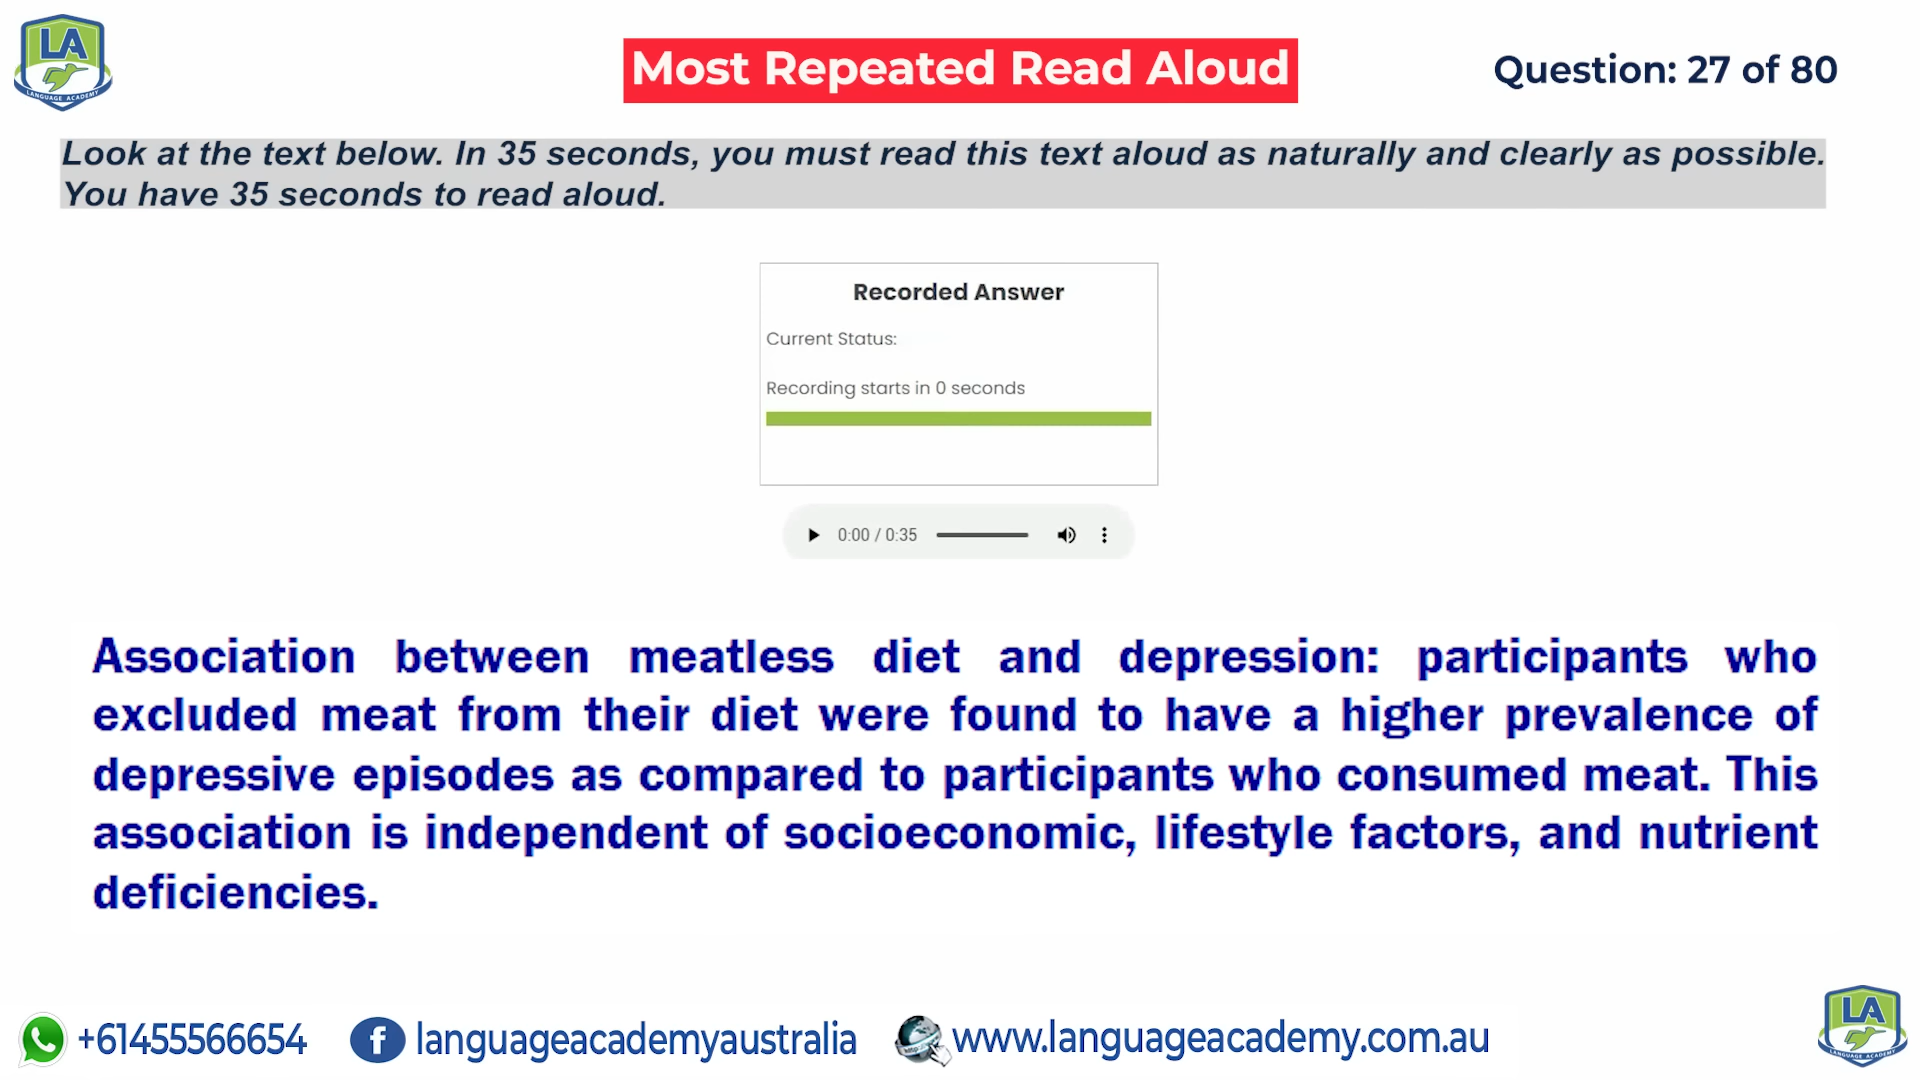 LA
LANGUAGE ACADEMY
Most Repeated Read Aloud
Question: 27 of 80
Look at the text below. In 35 seconds, you must read this text aloud as naturally and clearly as possible.
You have 35 seconds to read aloud.
Recorded Answer
Current Status:
Recording starts in 0 seconds
0:00 / 0:35
Association between meatless diet and depression: participants who
excluded meat from their diet were found to have a higher prevalence of
depressive episodes as compared to participants who consumed meat. This
association is independent of socioeconomic, lifestyle factors, and nutrient
deficiencies.
+61455566654
f
languageacademyaustralia
www.languageacademy.com.au
LA
LANGUAGE ACADEMY